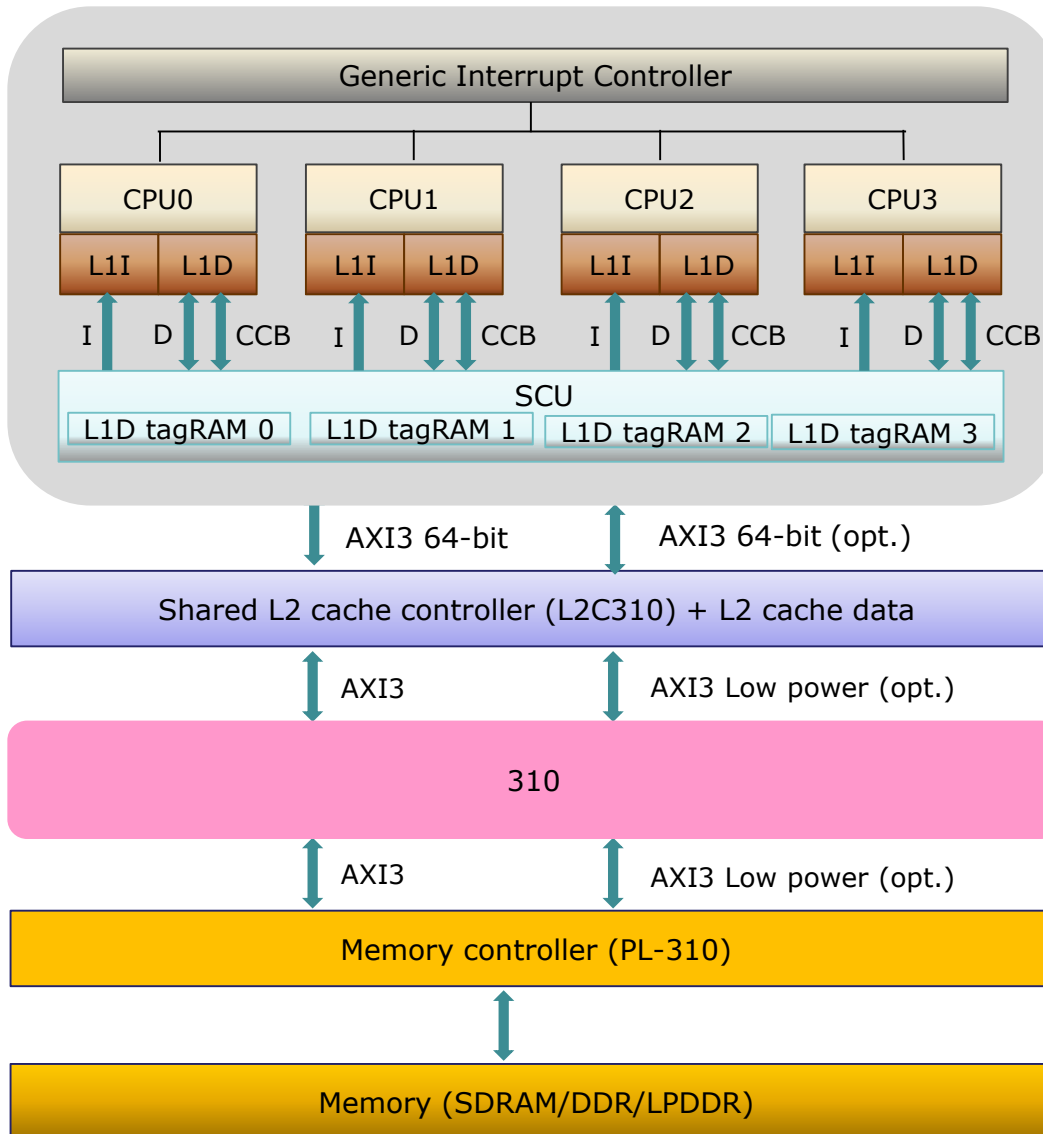 Generic Interrupt Controller
CPU0 CPU1 CPU2 CPU3
L1I L1D L1I L1D L1I L1D L1I L1D
I D CCB I D CCB I D CCB I D CCB
SCU
L1D tagRAM 0 L1D tagRAM 1 L1D tagRAM 2 L1D tagRAM 3
AXI3 64-bit AXI3 64-bit (opt.)
Shared L2 cache controller (L2C310) + L2 cache data
AXI3 AXI3 Low power (opt.)
310
AXI3 AXI3 Low power (opt.)
Memory controller (PL-310)
Memory (SDRAM/DDR/LPDDR)